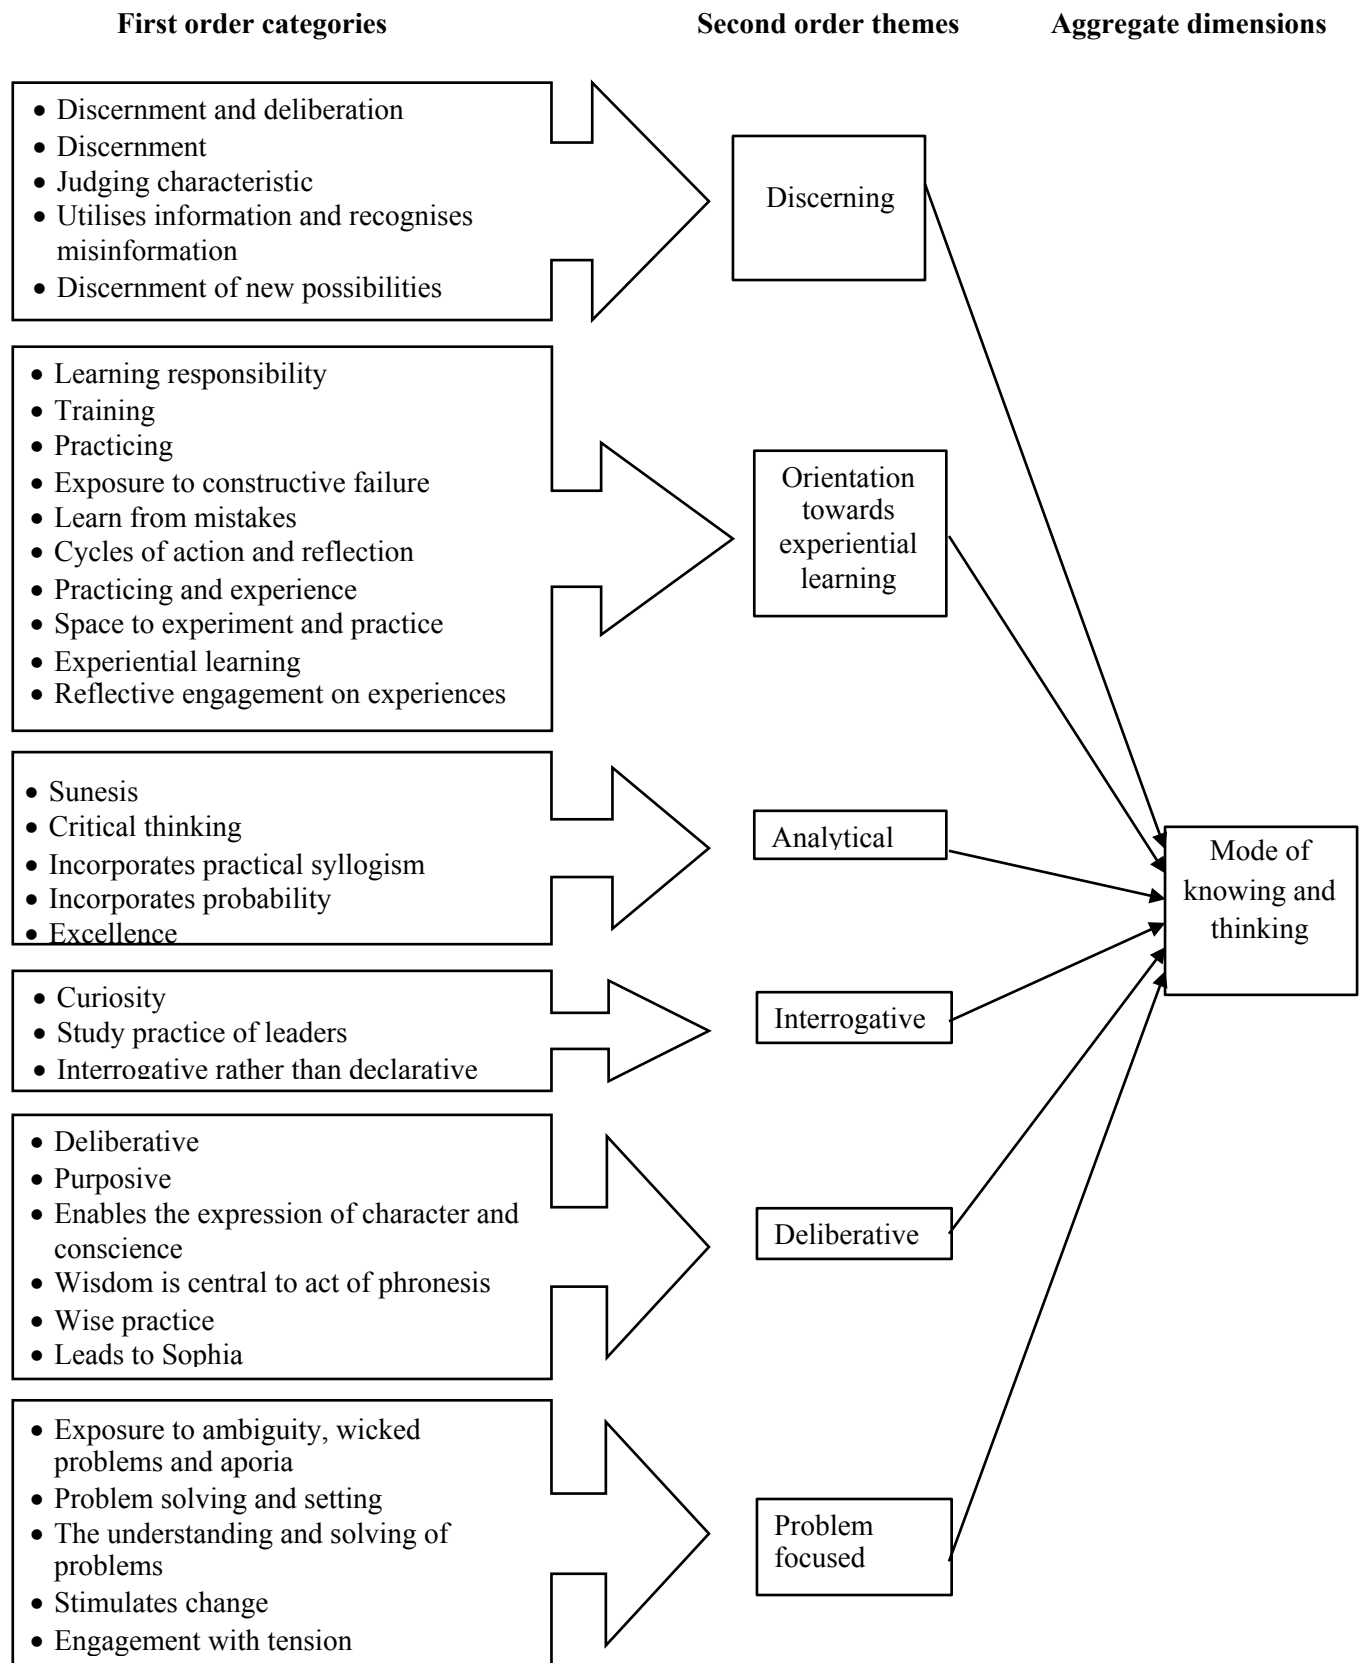 First order categories
Second order themes
Aggregate dimensions
• Discernment and deliberation
• Discernment
• Judging characteristic
• Utilises information and recognises
misinformation
• Discernment of new possibilities
Discerning
• Learning responsibility
• Training
• Practicing
• Exposure to constructive failure
• Learn from mistakes
• Cycles of action and reflection
• Practicing and experience
• Space to experiment and practice
• Experiential learning
• Reflective engagement on experiences
Orientation
towards
experiential
learning
• Sunesis
• Critical thinking
• Incorporates practical syllogism
• Incorporates probability
• Excellence
Analytical
Mode of
knowing and
thinking
• Curiosity
• Study practice of leaders
• Interrogative rather than declarative
Interrogative
• Deliberative
• Purposive
• Enables the expression of character and
conscience
• Wisdom is central to act of phronesis
• Wise practice
• Leads to Sophia
Deliberative
• Exposure to ambiguity, wicked
problems and aporia
• Problem solving and setting
• The understanding and solving of
problems
• Stimulates change
• Engagement with tension
Problem
focused